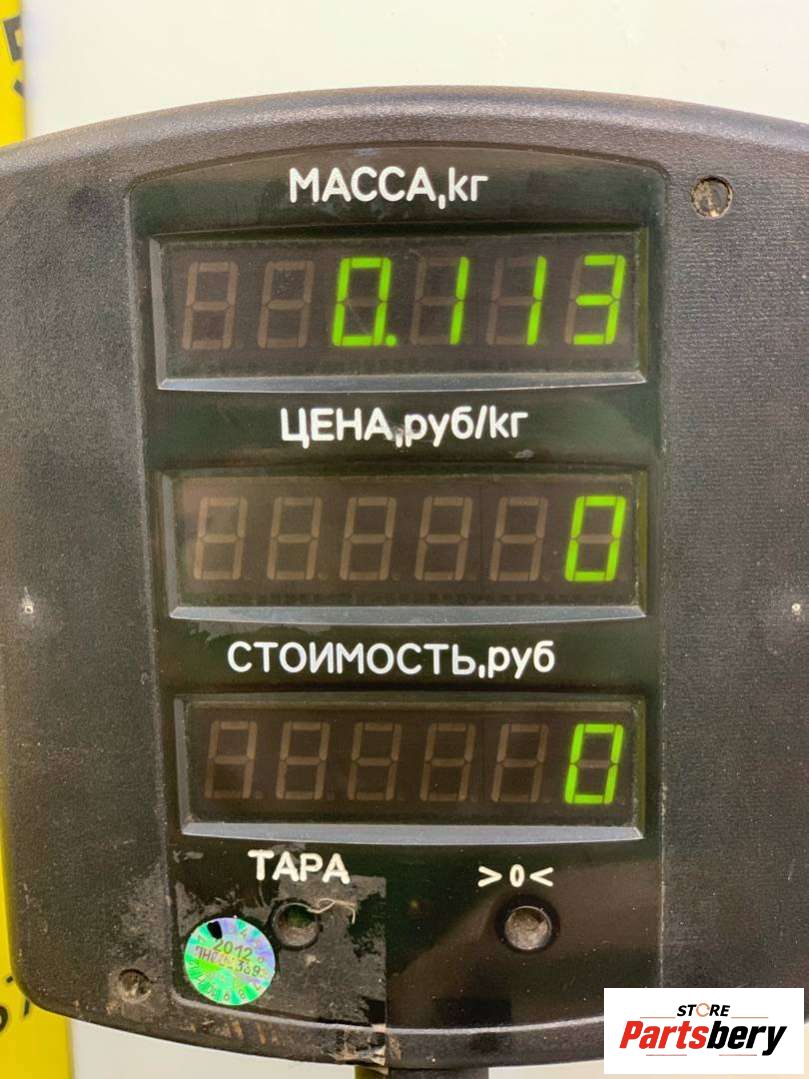 МАССА,кг
0.113
ЦЕНА,руб/кг
0
СТОИМОСТЬ,руб
0
ТАРА >0<
2012
STORE
Partsbery